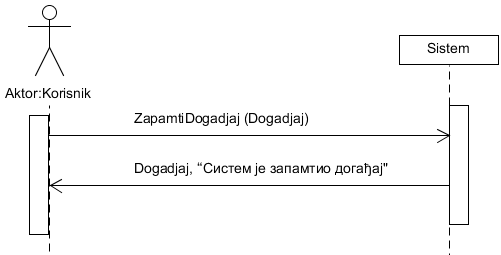 Sistem
Aktor:Korisnik
ZapamtiDogadjaj (Dogadjaj)
Dogadjaj, “Систем је запамтио догађај"